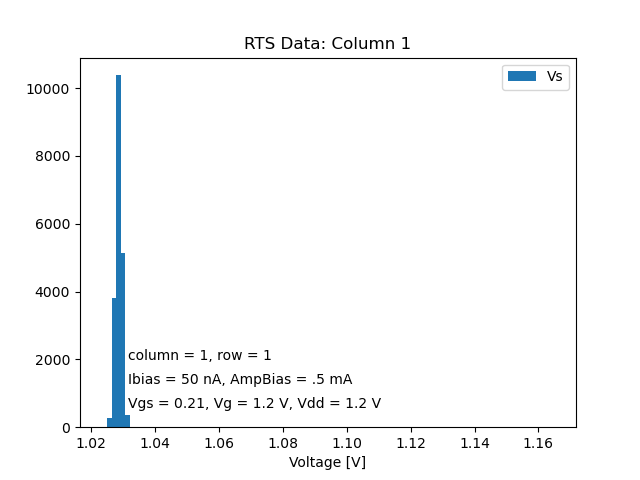 RTS Data: Column 1
Vs
10000
8000
6000
4000
2000
0
column = 1, row = 1
Ibias = 50 nA, AmpBias = .5 mA
Vgs = 0.21, Vg = 1.2 V, Vdd = 1.2 V
1.02 1.04 1.06 1.08 1.10 1.12 1.14 1.16
Voltage [V]